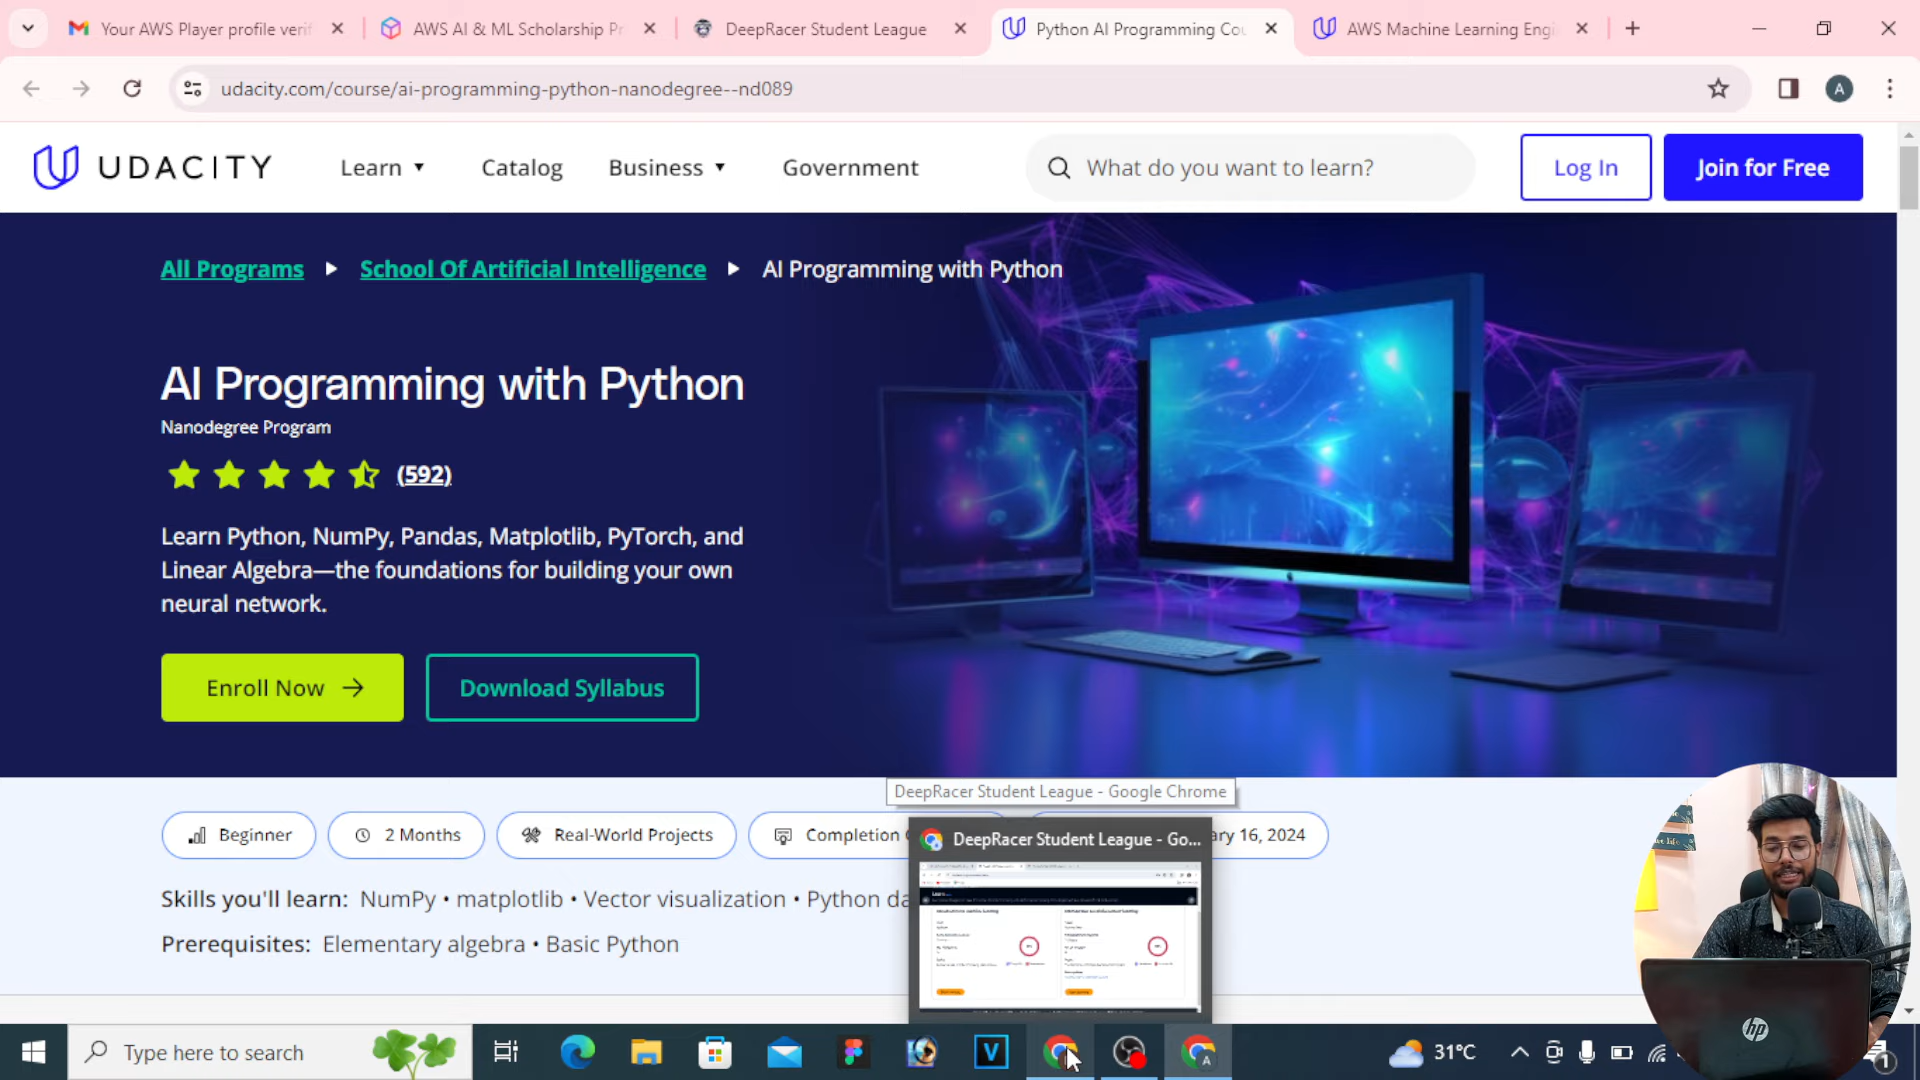 Your AWS Player profile verif
AWS AI & ML Scholarship Pr
DeepRacer Student League
Python AI Programming Cou
AWS Machine Learning Engi
udacity.com/course/ai-programming-python-nanodegree--nd089
A
UDACITY
Learn
Catalog
Business
Government
What do you want to learn?
Log In
Join for Free
All Programs
School Of Artificial Intelligence
AI Programming with Python
AI Programming with Python
Nanodegree Program
(592)
Learn Python, NumPy, Pandas, Matplotlib, PyTorch, and
Linear Algebra—the foundations for building your own
neural network.
Enroll Now
Download Syllabus
DeepRacer Student League - Google Chrome
Beginner
2 Months
Real-World Projects
Completion
DeepRacer Student League - Go...
ary 16, 2024
Skills you'll learn: NumPy • matplotlib • Vector visualization • Python da
Prerequisites: Elementary algebra • Basic Python
hp
Type here to search
V
A
31°C
1